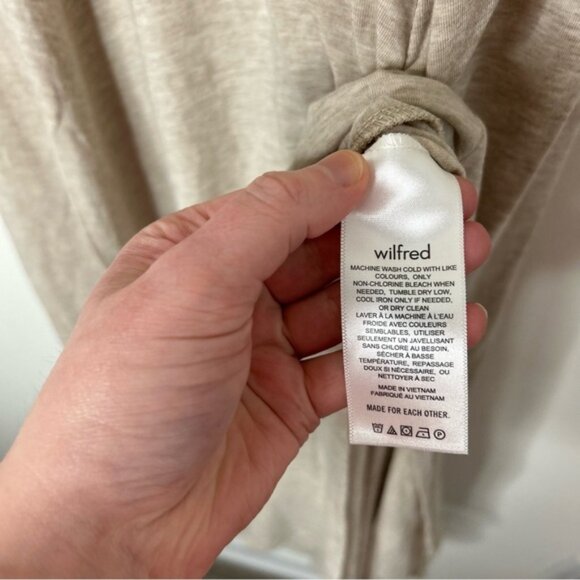 wilfred
MACHINE WASH COLD WITH LIKE
COLOURS, ONLY
NON-CHLORINE BLEACH WHEN
NEEDED, TUMBLE DRY LOW,
COOL IRON ONLY IF NEEDED,
OR DRY CLEAN
LAVER À LA MACHINE À L'EAU
FROIDE AVEC COULEURS
SEMBLABLES, UTILISER
SEULEMENT UN JAVELLISANT
SANS CHLORE AU BESOIN,
SÉCHER À BASSE
TEMPÉRATURE, REPASSAGE
DOUX SI NÉCESSAIRE, OU
NETTOYER À SEC
MADE IN VIETNAM
FABRIQUÉ AU VIETNAM
MADE FOR EACH OTHER.